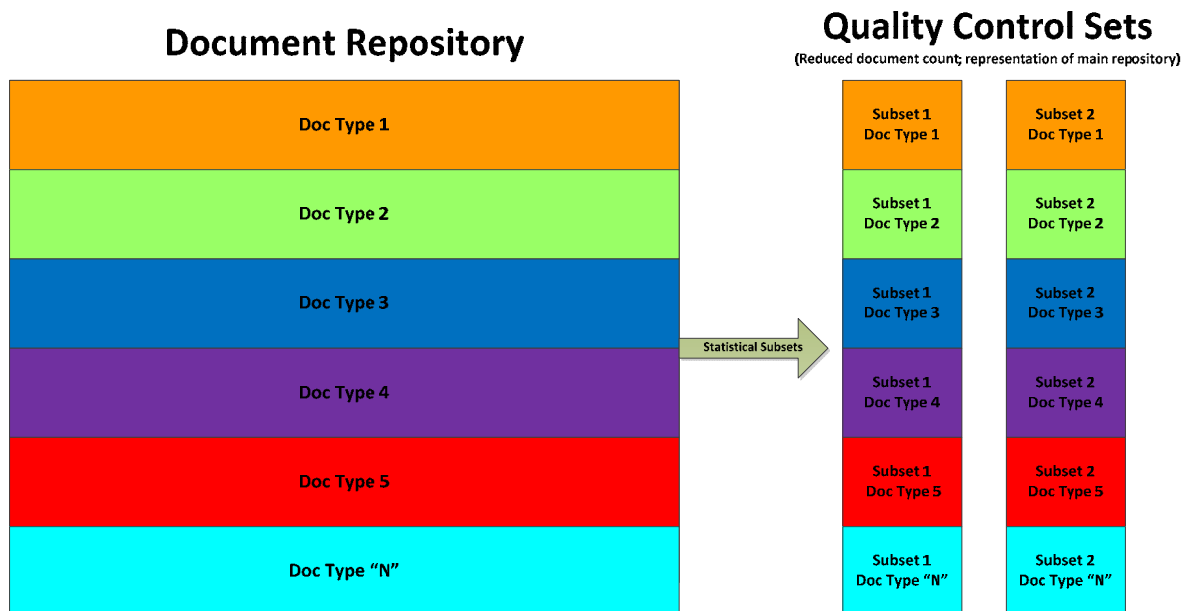 Document Repository
Quality Control Sets
(Reduced document count; representation of main repository)
Doc Type 1
Doc Type 2
Doc Type 3
Doc Type 4
Doc Type 5
Doc Type “N”
Statistical Subsets
Subset 1
Doc Type 1
Subset 2
Doc Type 1
Subset 1
Doc Type 2
Subset 2
Doc Type 2
Subset 1
Doc Type 3
Subset 2
Doc Type 3
Subset 1
Doc Type 4
Subset 2
Doc Type 4
Subset 1
Doc Type 5
Subset 2
Doc Type 5
Subset 1
Doc Type “N”
Subset 2
Doc Type “N”